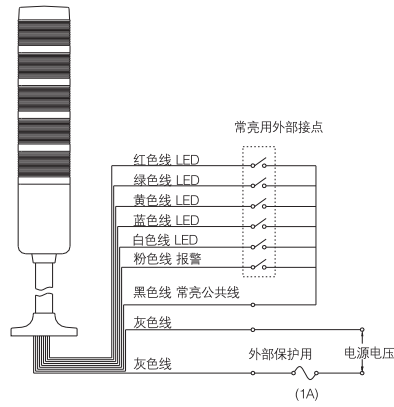 常亮用外部接点
红色线 LED
绿色线 LED
黄色线 LED
蓝色线 LED
白色线 LED
粉色线 报警
黑色线 常亮公共线
灰色线
灰色线
外部保护用
电源电压
(1A)